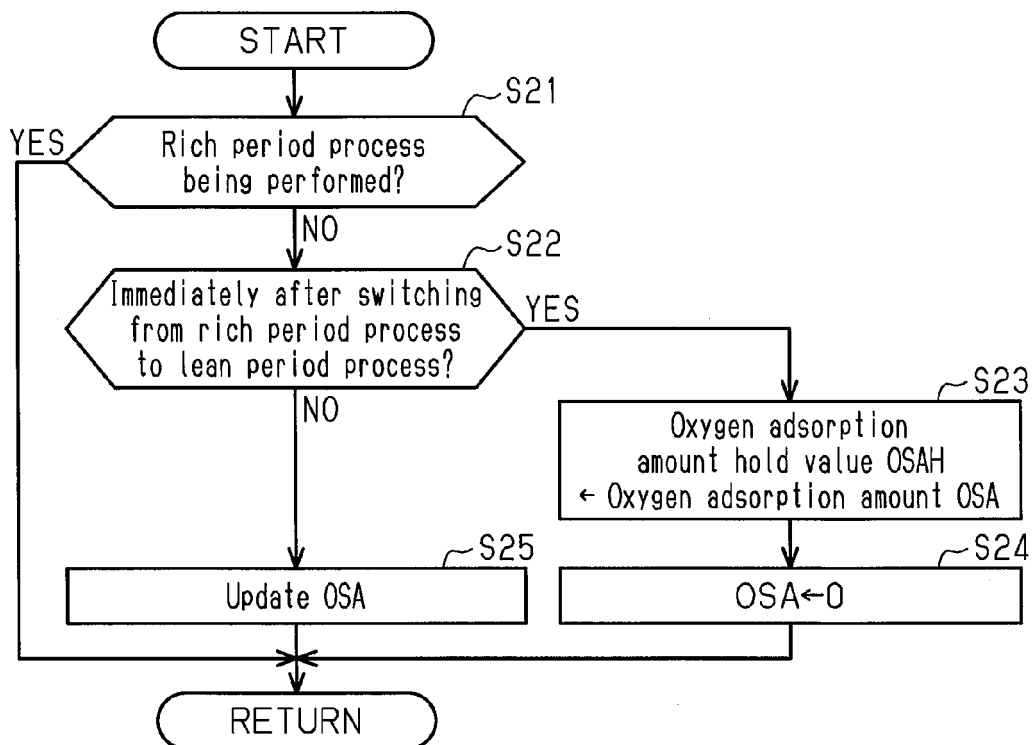 START
S21
YES
Rich period process
being performed?
NO
S22
Immediately after switching
from rich period process
to lean period process?
YES
NO
S23
Oxygen adsorption
amount hold value OSAH
← Oxygen adsorption amount OSA
S25
Update OSA
S24
OSA←0
RETURN